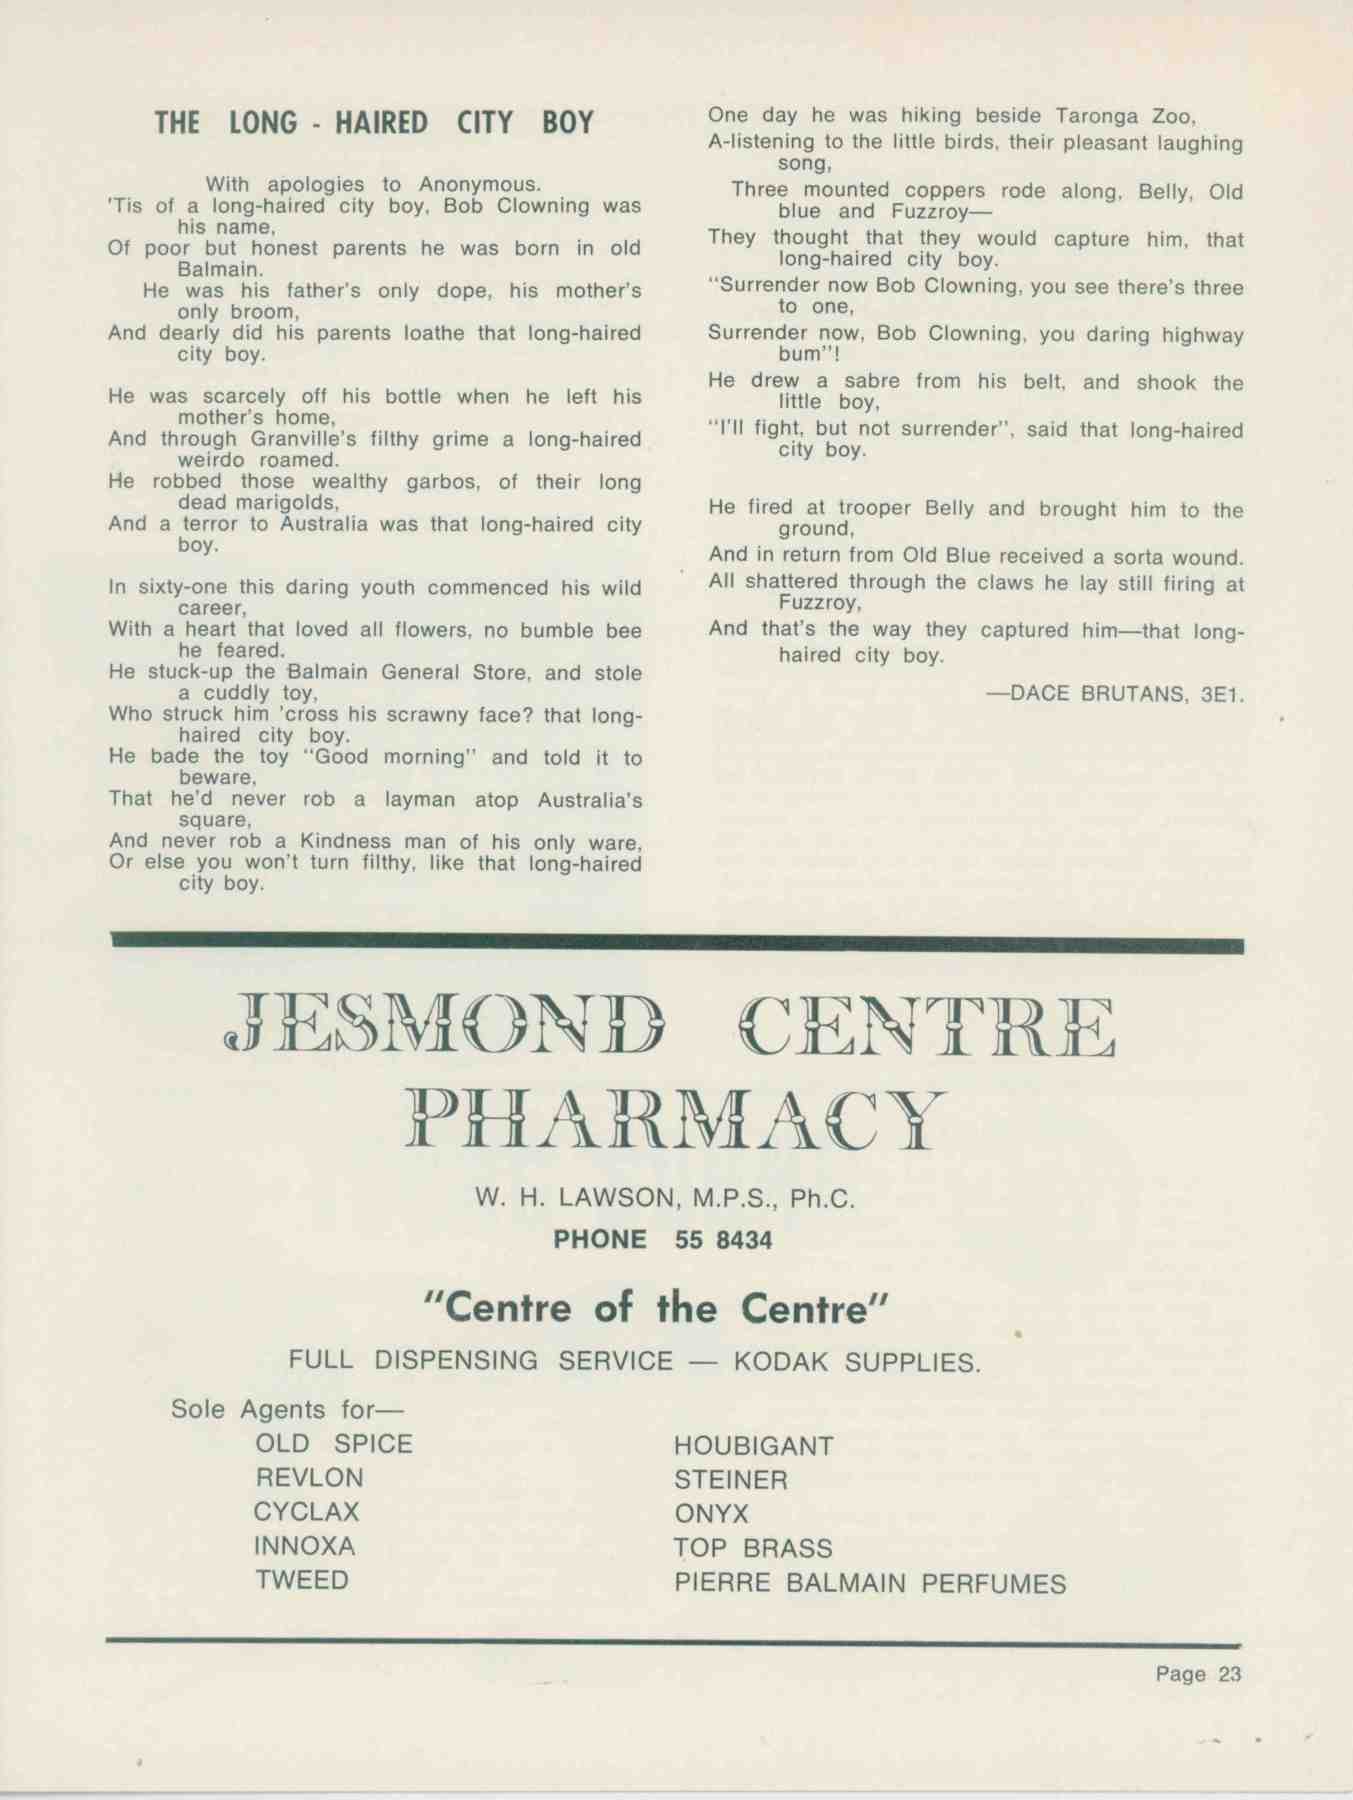 THE LONG - HAIRED CITY BOY
With apologies to Anonymous.
'Tis of a long-haired city boy, Bob Clowning was
his name,
Of poor but honest parents he was born in old
Balmain.
He was his father's only dope, his mother's
only broom,
And dearly did his parents loathe that long-haired
city boy.
He was scarcely off his bottle when he left his
mother's home,
And through Granville's filthy grime a long-haired
weirdo roamed.
He robbed those wealthy garbos, of their long
dead marigolds,
And a terror to Australia was that long-haired city
boy.
In sixty-one this daring youth commenced his wild
career,
With a heart that loved all flowers, no bumble bee
he feared.
He stuck-up the Balmain General Store, and stole
a cuddly toy,
Who struck him 'cross his scrawny face? that long-
haired city boy.
He bade the toy "Good morning" and told it to
beware,
That he'd never rob a layman atop Australia's
square,
And never rob a Kindness man of his only ware,
Or else you won't turn filthy, like that long-haired
city boy.
One day he was hiking beside Taronga Zoo,
A-listening to the little birds, their pleasant laughing
song,
Three mounted coppers rode along, Belly, Old
blue and Fuzzroy—
They thought that they would capture him, that
long-haired city boy.
"Surrender now Bob Clowning, you see there's three
to one,
Surrender now, Bob Clowning, you daring highway
bum"!
He drew a sabre from his belt, and shook the
little boy,
"I'll fight, but not surrender", said that long-haired
city boy.
He fired at trooper Belly and brought him to the
ground,
And in return from Old Blue received a sorta wound.
All shattered through the claws he lay still firing at
Fuzzroy,
And that's the way they captured him—that long-
haired city boy.
—DACE BRUTANS, 3E1.
JESMOND CENTRE
PHARMACY
W. H. LAWSON, M.P.S., Ph.C.
PHONE 55 8434
"Centre of the Centre"
FULL DISPENSING SERVICE — KODAK SUPPLIES.
Sole Agents for—
OLD SPICE
REVLON
CYCLAX
INNOXA
TWEED
HOUBIGANT
STEINER
ONYX
TOP BRASS
PIERRE BALMAIN PERFUMES
Page 23